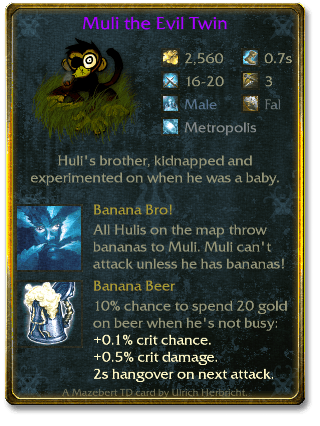 Muli the Evil Twin
2,560 0.7s
16-20 3
Male Fal
Metropolis
Huli's brother, kidnapped and
experimented on when he was a baby.
Banana Bro!
All Hulis on the map throw
bananas to Muli. Muli can't
attack unless he has bananas!
Banana Beer
10% chance to spend 20 gold
on beer when he's not busy:
+0.1% crit chance.
+0.5% crit damage.
2s hangover on next attack.
A Mazebert TD card by Ulrich Herbricht.